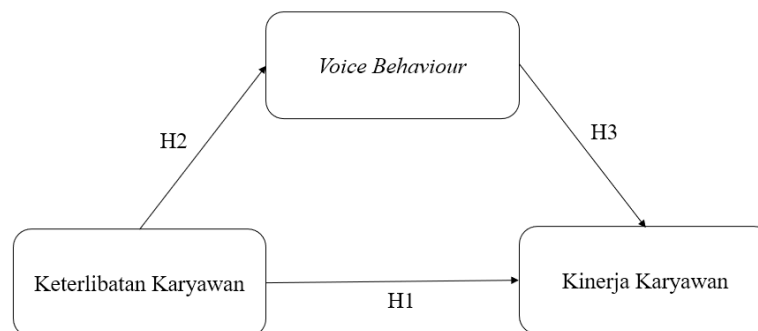 Voice Behaviour
H2
H3
Keterlibatan Karyawan
Kinerja Karyawan
H1